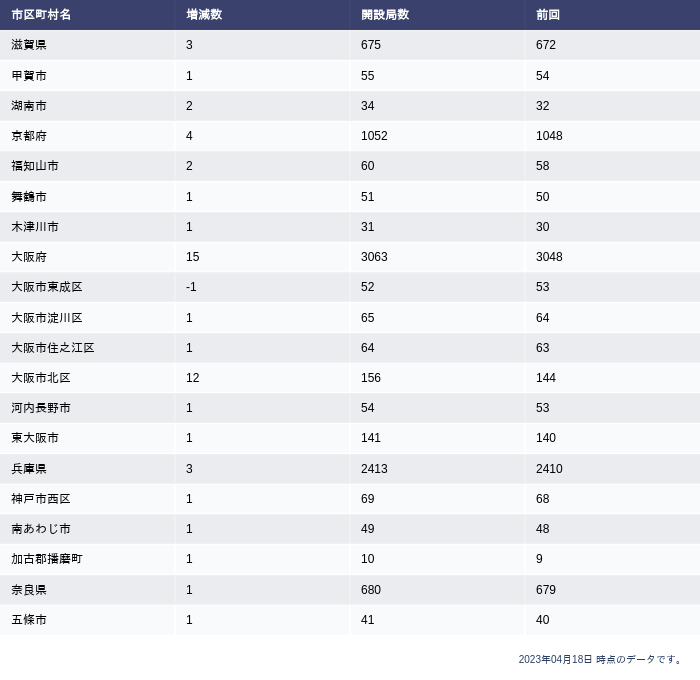 市区町村名 増減数 開設局数 前回
滋賀県 3 675 672
甲賀市 1 55 54
湖南市 2 34 32
京都府 4 1052 1048
福知山市 2 60 58
舞鶴市 1 51 50
木津川市 1 31 30
大阪府 15 3063 3048
大阪市東成区 -1 52 53
大阪市淀川区 1 65 64
大阪市住之江区 1 64 63
大阪市北区 12 156 144
河内長野市 1 54 53
東大阪市 1 141 140
兵庫県 3 2413 2410
神戸市西区 1 69 68
南あわじ市 1 49 48
加古郡播磨町 1 10 9
奈良県 1 680 679
五條市 1 41 40
2023年04月18日 時点のデータです。